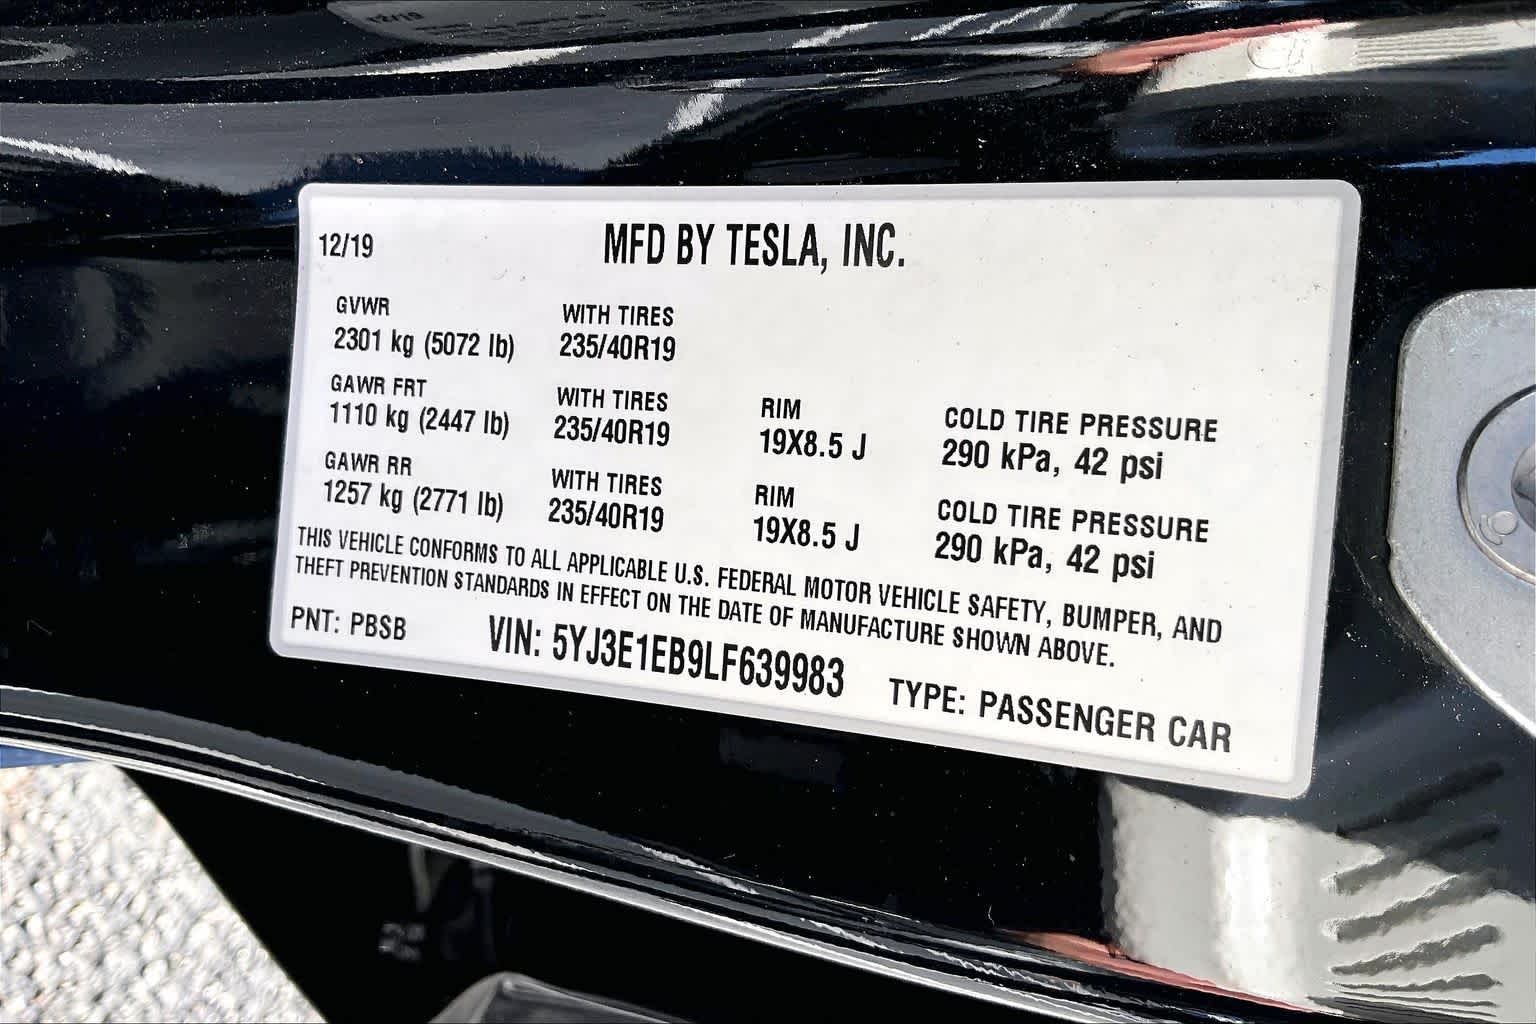 12/19 MFD BY TESLA, INC.
GVWR WITH TIRES
2301 kg (5072 lb) 235/40R19
GAWR FRT WITH TIRES RIM COLD TIRE PRESSURE
1110 kg (2447 lb) 235/40R19 19X8.5 J 290 kPa, 42 psi
GAWR RR WITH TIRES RIM COLD TIRE PRESSURE
1257 kg (2771 lb) 235/40R19 19X8.5 J 290 kPa, 42 psi
THIS VEHICLE CONFORMS TO ALL APPLICABLE U.S. FEDERAL MOTOR VEHICLE SAFETY, BUMPER, AND
THEFT PREVENTION STANDARDS IN EFFECT ON THE DATE OF MANUFACTURE SHOWN ABOVE.
PNT: PBSB VIN: 5YJ3E1EB9LF639983 TYPE: PASSENGER CAR